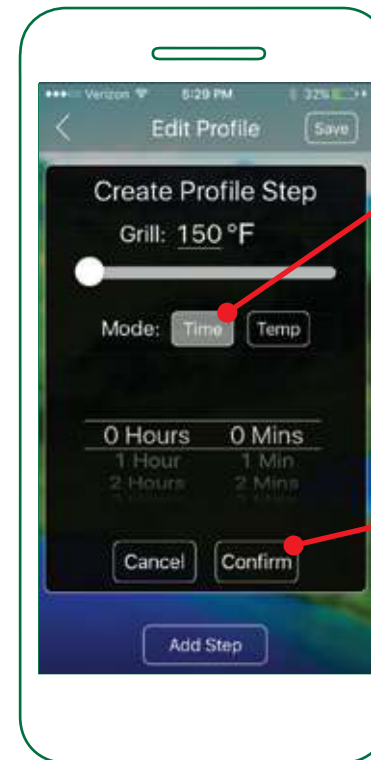 Verizon 5:29 PM 32%
Edit Profile Save
Create Profile Step
Grill: 150 °F
Mode: Time Temp
0 Hours 0 Mins
1 Hour 1 Min
2 Hours 2 Mins
Cancel Confirm
Add Step